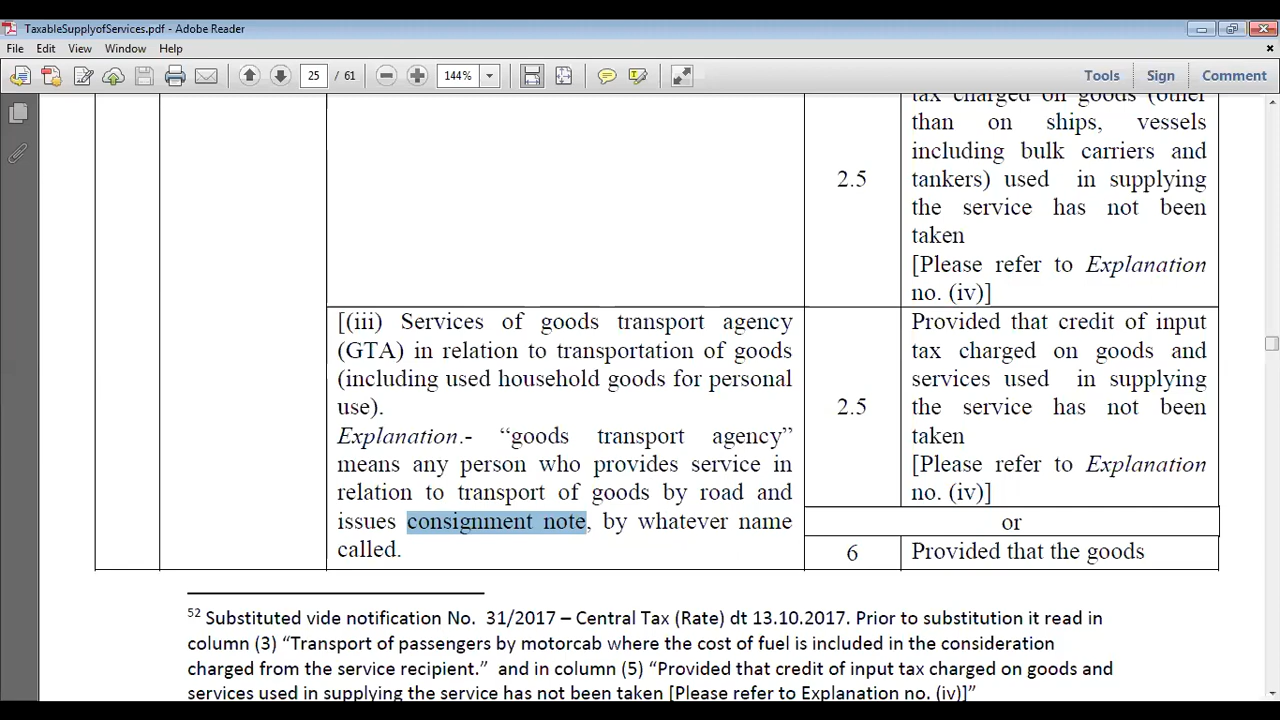 TaxableSupplyofServices.pdf - Adobe Reader
File Edit View Window Help
25 / 61 144% Tools Sign Comment
tax charged on goods (other
than on ships, vessels
including bulk carriers and
tankers) used in supplying
the service has not been
taken
[Please refer to Explanation
no. (iv)]
2.5
[(iii) Services of goods transport agency
(GTA) in relation to transportation of goods
(including used household goods for personal
use).
Explanation.- “goods transport agency”
means any person who provides service in
relation to transport of goods by road and
issues consignment note, by whatever name
called.
2.5
Provided that credit of input
tax charged on goods and
services used in supplying
the service has not been
taken
[Please refer to Explanation
no. (iv)]
or
6 Provided that the goods
52 Substituted vide notification No. 31/2017 – Central Tax (Rate) dt 13.10.2017. Prior to substitution it read in
column (3) “Transport of passengers by motorcab where the cost of fuel is included in the consideration
charged from the service recipient.” and in column (5) “Provided that credit of input tax charged on goods and
services used in supplying the service has not been taken [Please refer to Explanation no. (iv)]”